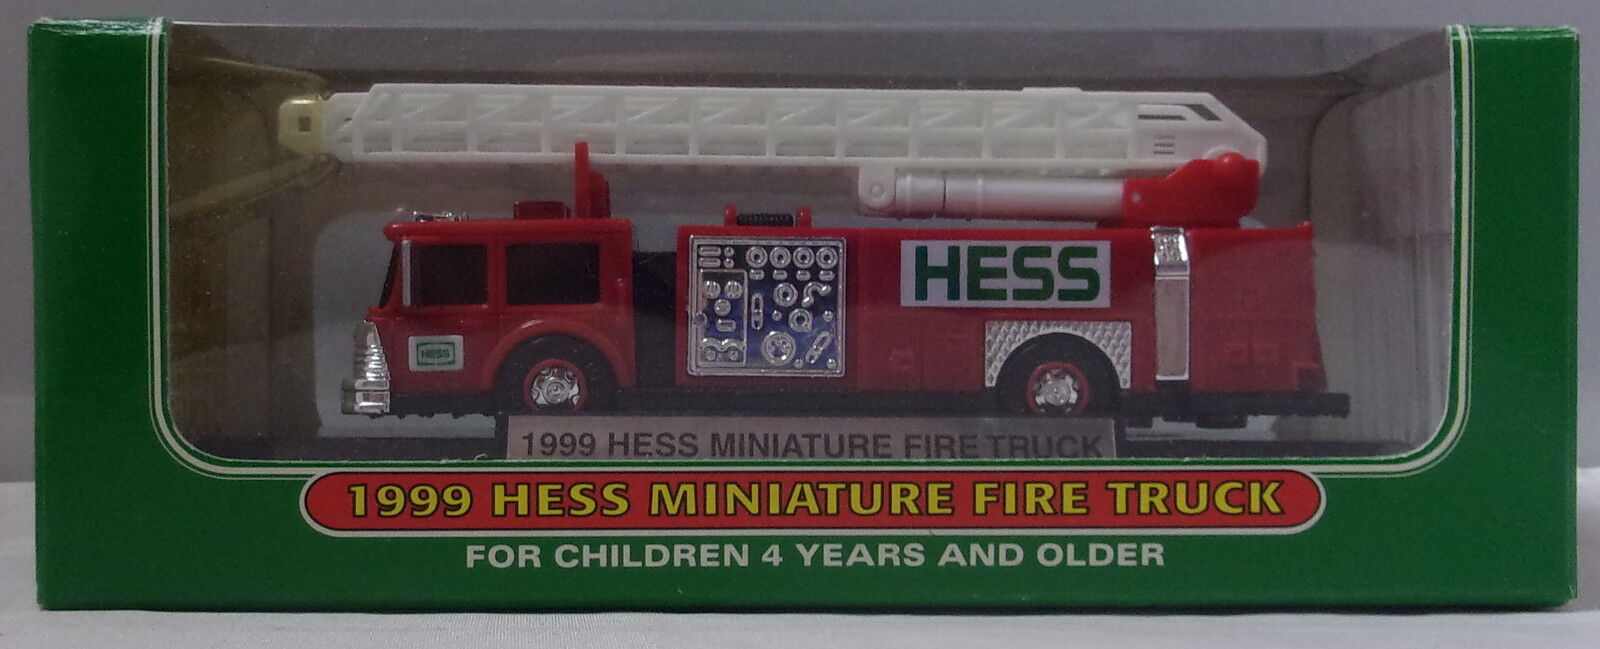 HESS
HESS
1999 HESS MINIATURE FIRE TRUCK
1999 HESS MINIATURE FIRE TRUCK
FOR CHILDREN 4 YEARS AND OLDER